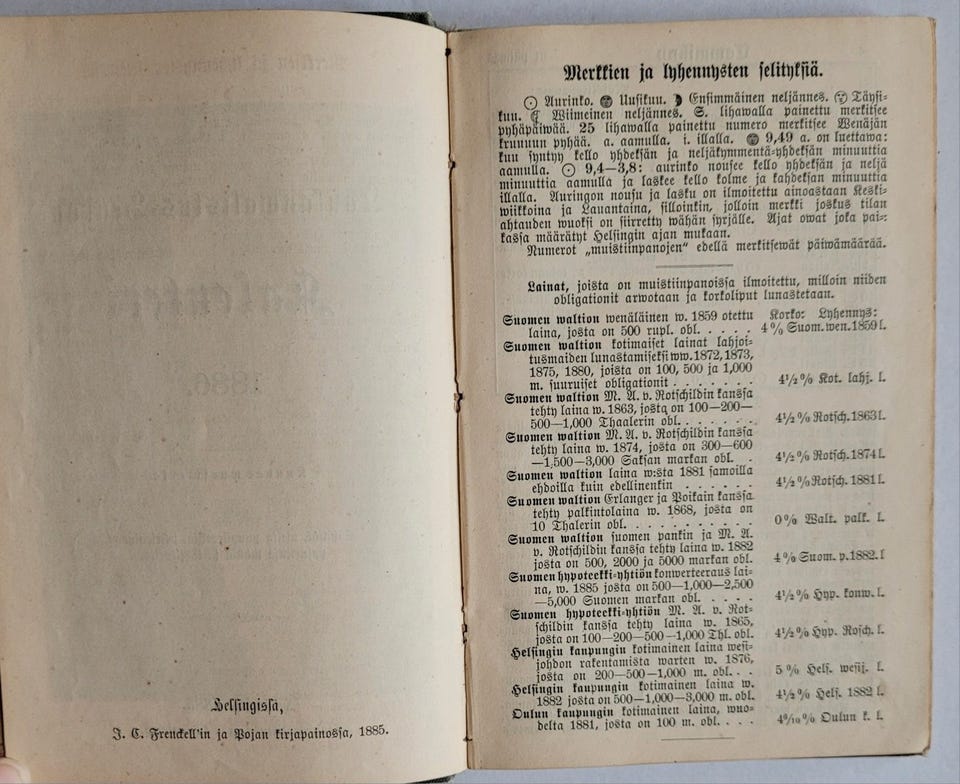 Helsingissä,
J. C. Frenckell'in ja Pojan kirjapainossa, 1885.
Merkkien ja lyhennysten selityksiä.
☉ Aurinko. Uusikuu. Ensimmäinen neljännes. Täysi-
kuu. Wiimeinen neljännes. S. lihawalla painettu merkitsee
pyhäpäiwää. 25 lihawalla painettu numero merkitsee Wenäjän
kruunun pyhää. a. aamulla. i. illalla. 9,49 a. on luettawa:
kuu syntyy kello yhdeksän ja neljäkymmentä-yhdeksän minuuttia
aamulla. ☉ 9,4—3,8: aurinko nousee kello yhdeksän ja neljä
minuuttia aamulla ja laskee kello kolme ja kahdeksan minuuttia
illalla. Auringon nousu ja lasku on ilmoitettu ainoastaan Keski-
wiikkoina ja Lauantaina, silloinkin, jolloin merkki joskus tilan
ahtauden wuoksi on siirretty wähän syrjälle. Ajat owat joka pai-
kassa määrätyt Helsingin ajan mukaan.
Numerot „muistiinpanojen" edellä merkitsewät päiwämäärää.
Lainat, joista on muistiinpanoissa ilmoitettu, milloin niiden
obligationit arwotaan ja korkoliput lunastetaan.
Korko: Lyhennys:
Suomen waltion wenäläinen w. 1859 otettu
laina, josta on 500 rupl. obl. . . . . 4 % Suom. wen. 1859 l.
Suomen waltion kotimaiset lainat lahjoi-
tusmaiden lunastamiseksi ww. 1872, 1873,
1875, 1880, joista on 100, 500 ja 1,000
m. suuruiset obligationit . . . . . . . 4½ % Kot. lahj. l.
Suomen waltion M. A. v. Rotschildin kanssa
tehty laina w. 1863, josta on 100—200—
500—1,000 Thaalerin obl. . . . . . . 4½ % Rotsch. 1863 l.
Suomen waltion M. A. v. Rotschildin kanssa
tehty laina w. 1874, josta on 300—600
—1,500—3,000 Saksan markan obl. . 4½ % Rotsch. 1874 l.
Suomen waltion laina w:sta 1881 samoilla
ehdoilla kuin edellinenkin . . . . . . 4½ % Rotsch. 1881 l.
Suomen waltion Erlanger ja Poikain kanssa
tehty palkintolaina w. 1868, josta on
10 Thalerin obl. . . . . . . . . . . 0 % Walt. palk. l.
Suomen waltion suomen pankin ja M. A.
v. Rotschildin kanssa tehty laina w. 1882
josta on 500, 2000 ja 5000 markan obl. 4 % Suom. p. 1882. l
Suomen hypoteekki-yhtiön konwerteeraus lai-
na, w. 1885 josta on 500—1,000—2,500
—5,000 Suomen markan obl. . . . . 4½ % Hyp. konw. l.
Suomen hypoteekki-yhtiön M. A. v. Rot-
schildin kanssa tehty laina w. 1865,
josta on 100—200—500—1,000 Thl. obl. 4½ % Hyp. Rosch. l.
Helsingin kaupungin kotimainen laina wesi-
johdon rakentamista warten w. 1876,
josta on 200—500—1,000 m. obl. . . 5 % Hels. wesij. l.
Helsingin kaupungin kotimainen laina w.
1882 josta on 500—1,000—3,000 m. obl. 4½ % Hels. 1882 l.
Oulun kaupungin kotimainen laina, wuo-
delta 1881, josta on 100 m. obl. . . . 4⁸/₁₀ % Oulun k. l.